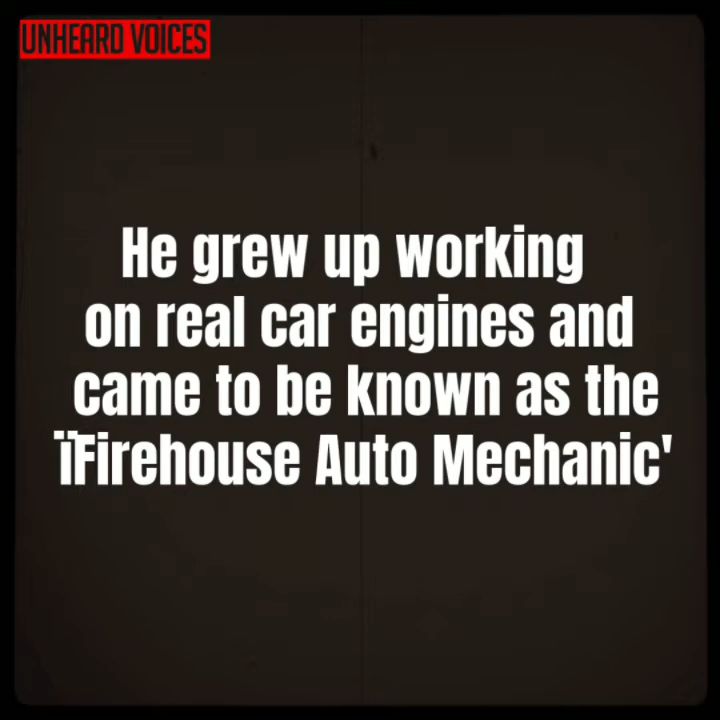 UNHEARD VOICES
He grew up working
on real car engines and
came to be known as the
ïFirehouse Auto Mechanic'